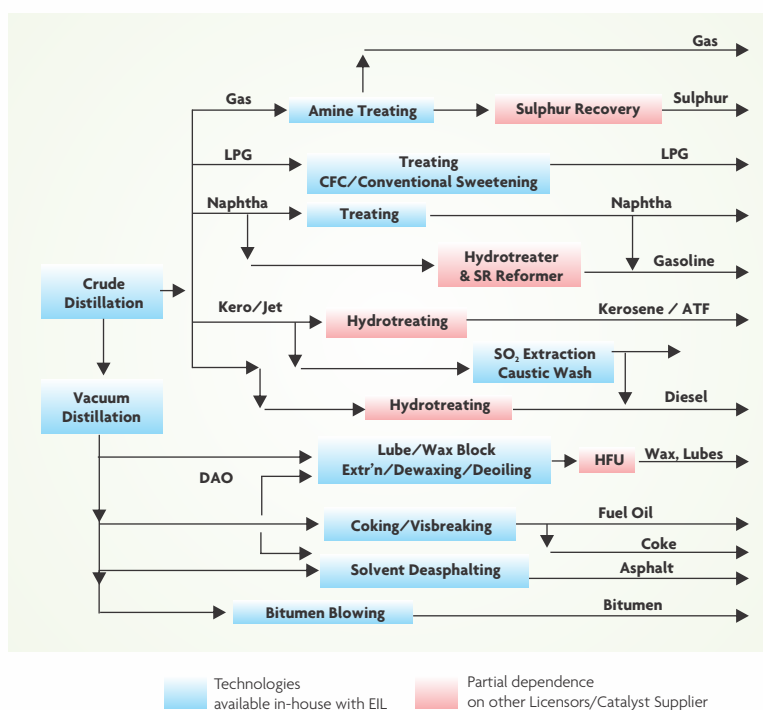 Gas
Gas
Amine Treating
Sulphur Recovery
Sulphur
LPG
Treating
CFC/Conventional Sweetening
LPG
Naphtha
Treating
Naphtha
Hydrotreater
& SR Reformer
Gasoline
Crude
Distillation
Kero/Jet
Hydrotreating
Kerosene / ATF
SO₂ Extraction
Caustic Wash
Vacuum
Distillation
Hydrotreating
Diesel
DAO
Lube/Wax Block
Extr'n/Dewaxing/Deoiling
HFU
Wax, Lubes
Coking/Visbreaking
Fuel Oil
Coke
Solvent Deasphalting
Asphalt
Bitumen Blowing
Bitumen
Technologies
available in-house with EIL
Partial dependence
on other Licensors/Catalyst Supplier